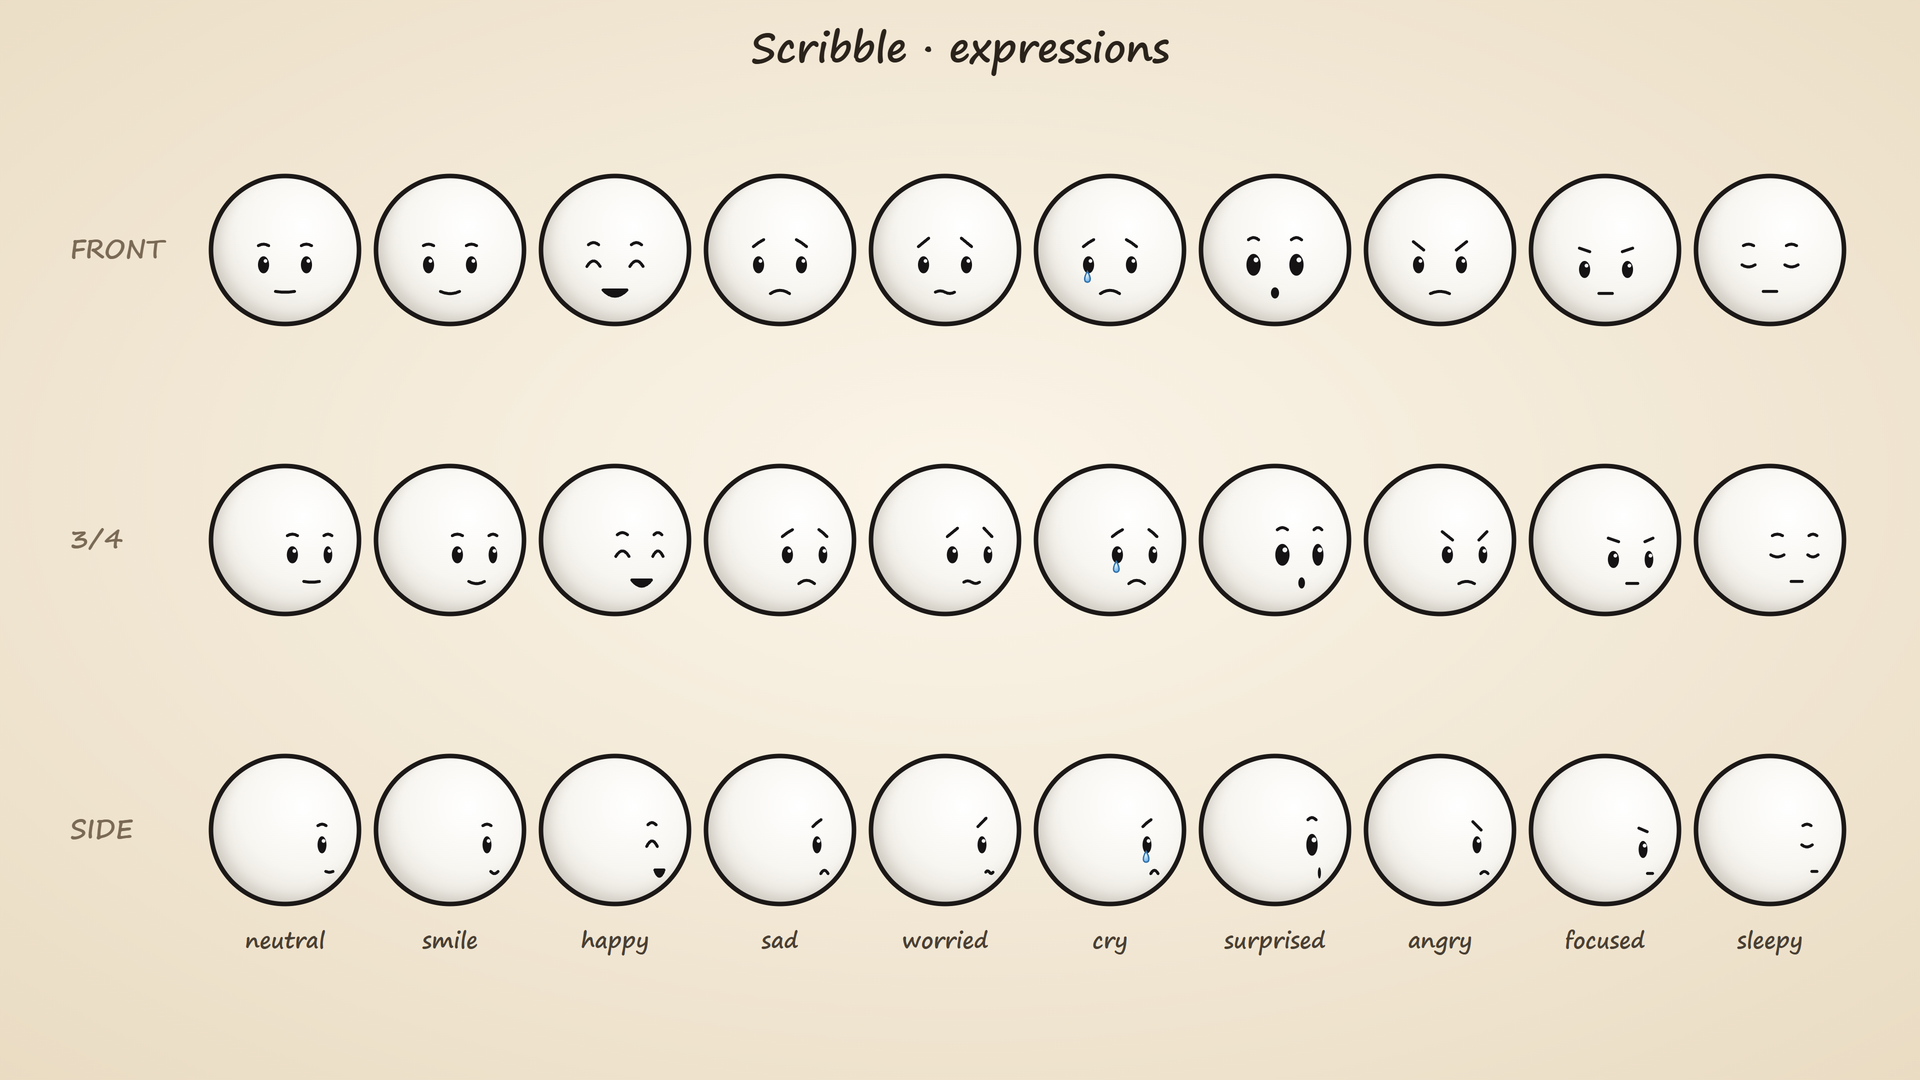 Scribble · expressions
FRONT
3/4
SIDE
neutral smile happy sad worried cry surprised angry focused sleepy